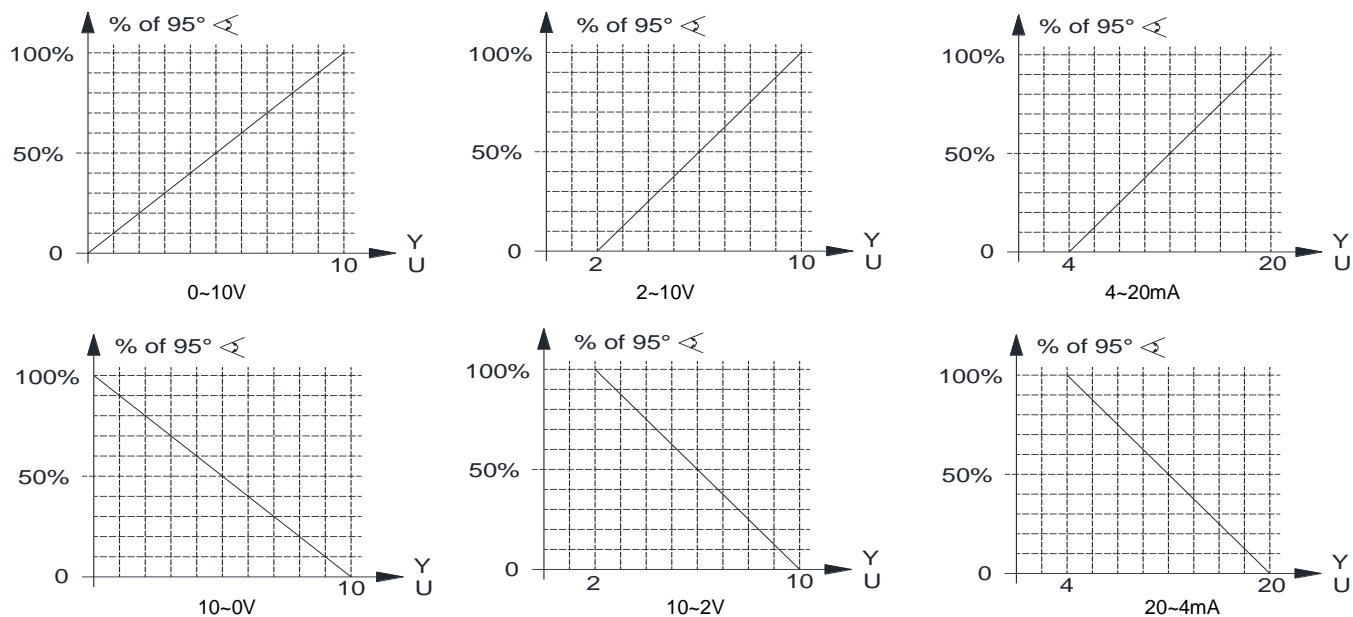 % of 95°
100%
50%
0
10
Y
U
0~10V
% of 95°
100%
50%
0
2
10
Y
U
2~10V
% of 95°
100%
50%
0
4
20
Y
U
4~20mA
% of 95°
100%
50%
0
10
Y
U
10~0V
% of 95°
100%
50%
0
2
10
Y
U
10~2V
% of 95°
100%
50%
0
4
20
Y
U
20~4mA